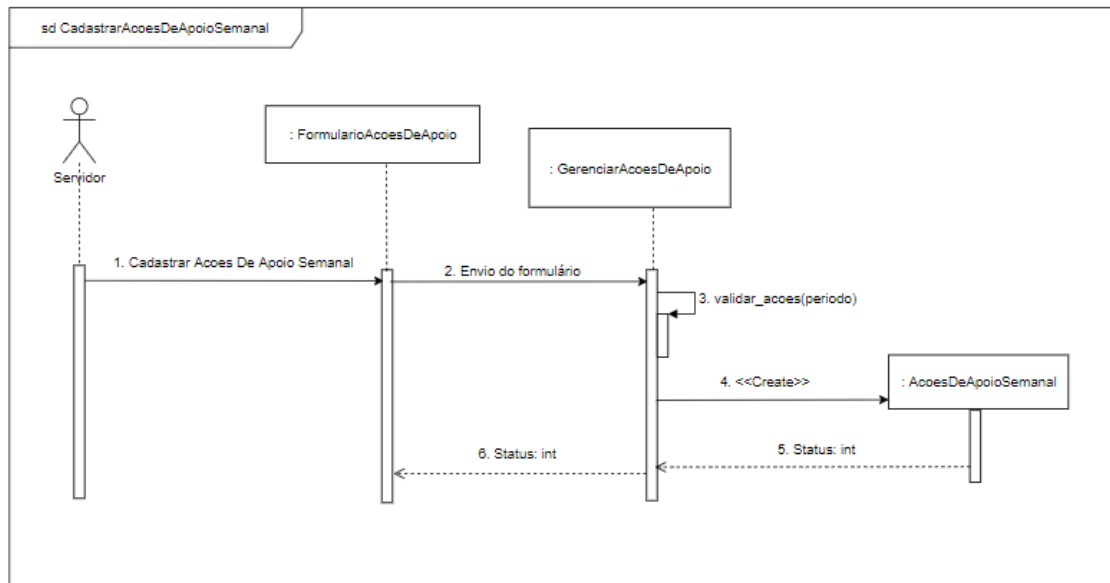 sd CadastrarAcoesDeApoioSemanal
: FormularioAcoesDeApoio
: GerenciarAcoesDeApoio
Servidor
1. Cadastrar Acoes De Apoio Semanal
2. Envio do formulário
3. validar_acoes(periodo)
4. <<Create>>
: AcoesDeApoioSemanal
5. Status: int
6. Status: int